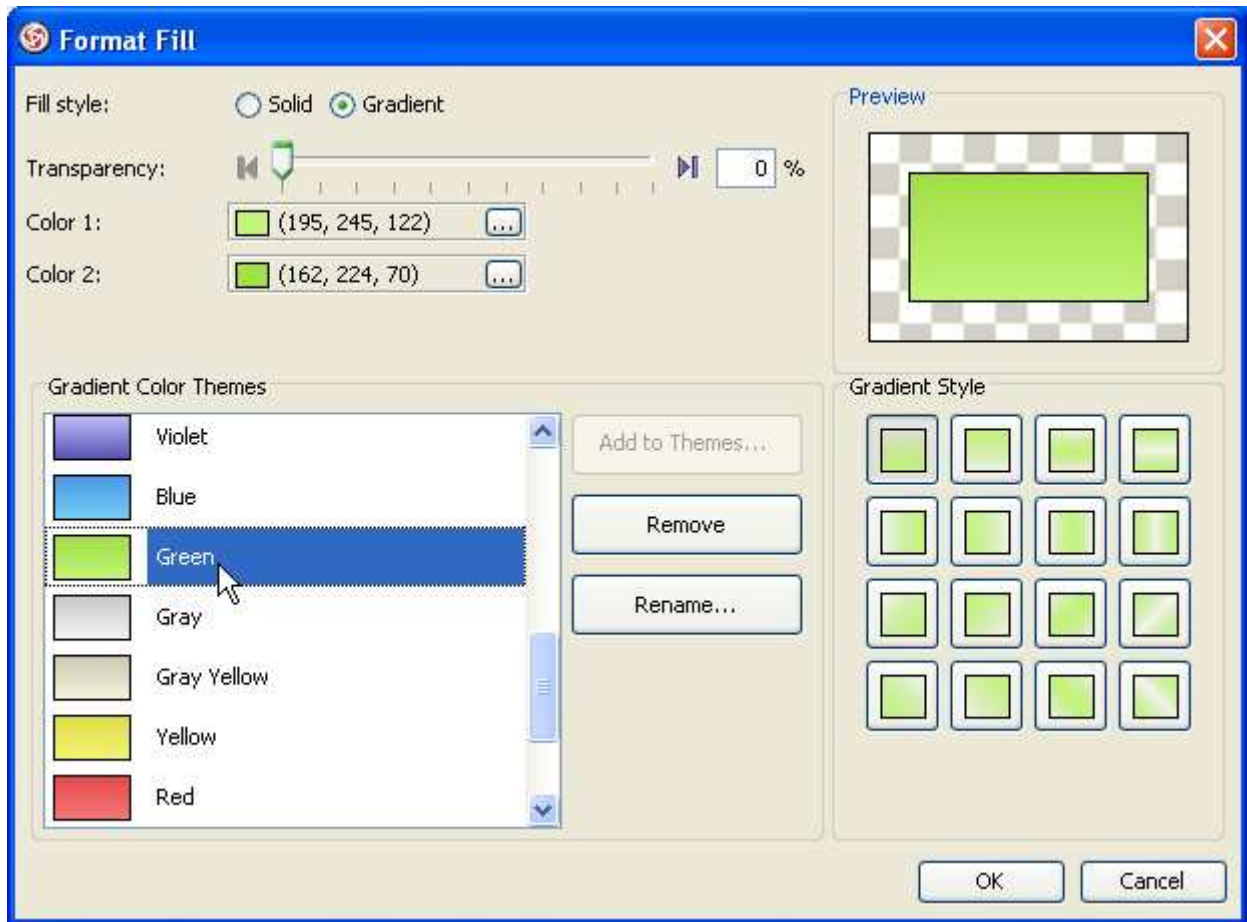 Format Fill
Fill style: Solid Gradient
Transparency: 0 %
Color 1: (195, 245, 122) ...
Color 2: (162, 224, 70) ...
Preview
Gradient Color Themes
Violet
Blue
Green
Gray
Gray Yellow
Yellow
Red
Add to Themes...
Remove
Rename...
Gradient Style
OK Cancel